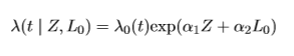 λ(t | Z, L₀) = λ₀(t)exp(α₁Z + α₂L₀)